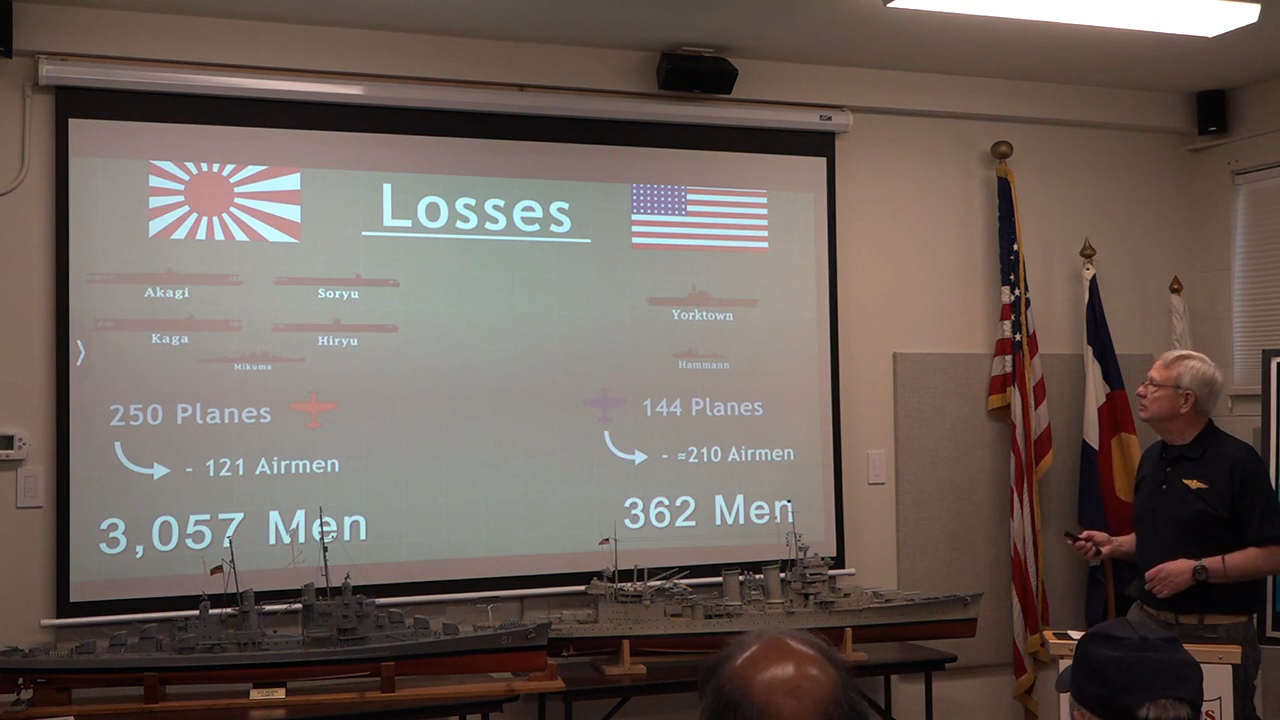 Losses
Akagi
Soryu
Kaga
Hiryu
Mikuma
250 Planes
- 121 Airmen
3,057 Men
Yorktown
Hammann
144 Planes
- ≈210 Airmen
362 Men
91